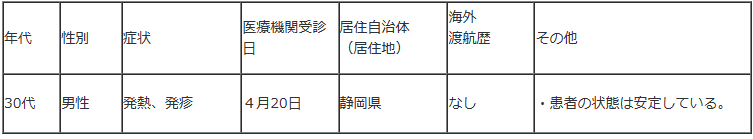 年代 性別 症状 医療機関受診日 居住自治体（居住地） 海外渡航歴 その他
30代 男性 発熱、発疹 ４月20日 静岡県 なし ・患者の状態は安定している。